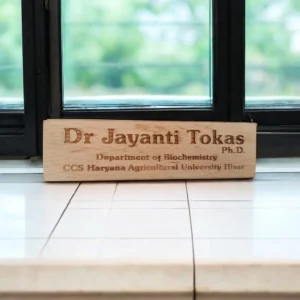 Dr Jayanti Tokas
Ph.D.
Department of Biochemistry
CCS Haryana Agricultural University Hisar